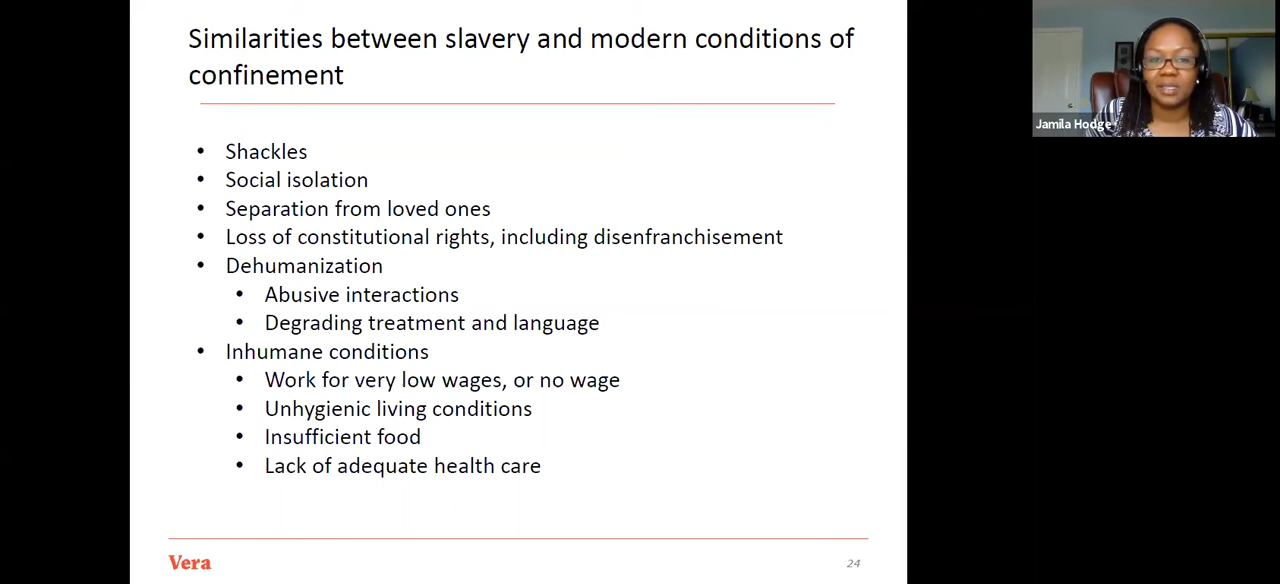 Similarities between slavery and modern conditions of
confinement
Jamila Hodge
• Shackles
• Social isolation
• Separation from loved ones
• Loss of constitutional rights, including disenfranchisement
• Dehumanization
• Abusive interactions
• Degrading treatment and language
• Inhumane conditions
• Work for very low wages, or no wage
• Unhygienic living conditions
• Insufficient food
• Lack of adequate health care
Vera
24